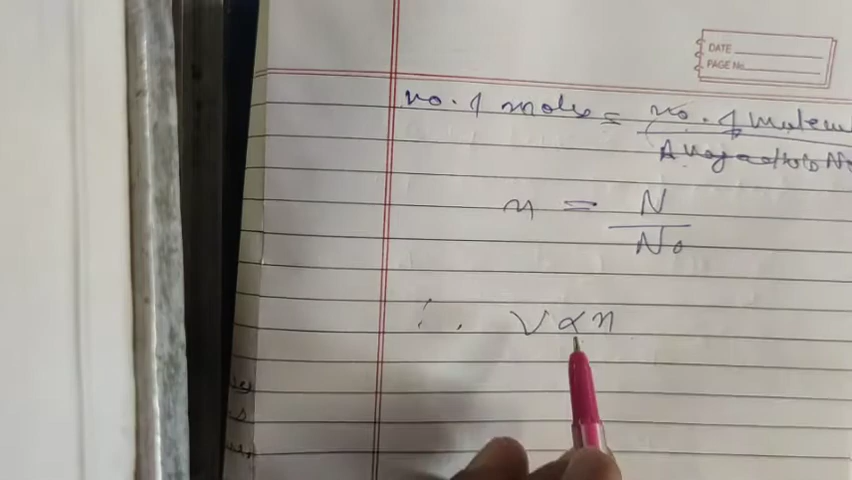 DATE
PAGE No.
no. of moles = no. of molecu
Avogadro's No
n = N
No
∴ V ∝ n